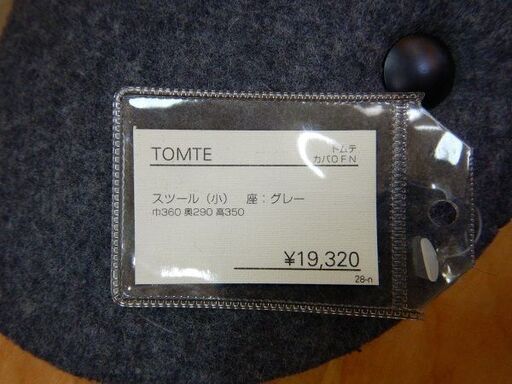 TOMTE
トムテ
カバOFN
スツール（小）　座：グレー
巾360 奥290 高350
¥19,320
28-n